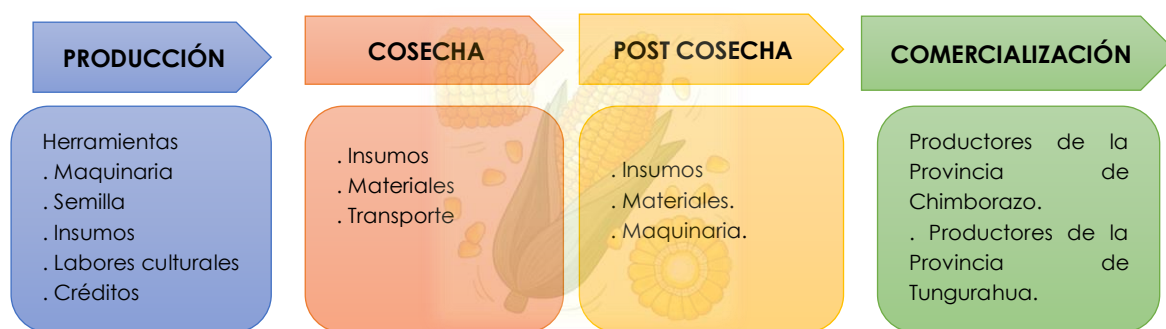 PRODUCCIÓN
Herramientas
. Maquinaria
. Semilla
. Insumos
. Labores culturales
. Créditos
COSECHA
. Insumos
. Materiales
. Transporte
POST COSECHA
. Insumos
. Materiales.
. Maquinaria.
COMERCIALIZACIÓN
Productores de la
Provincia de
Chimborazo.
. Productores de la
Provincia de
Tungurahua.